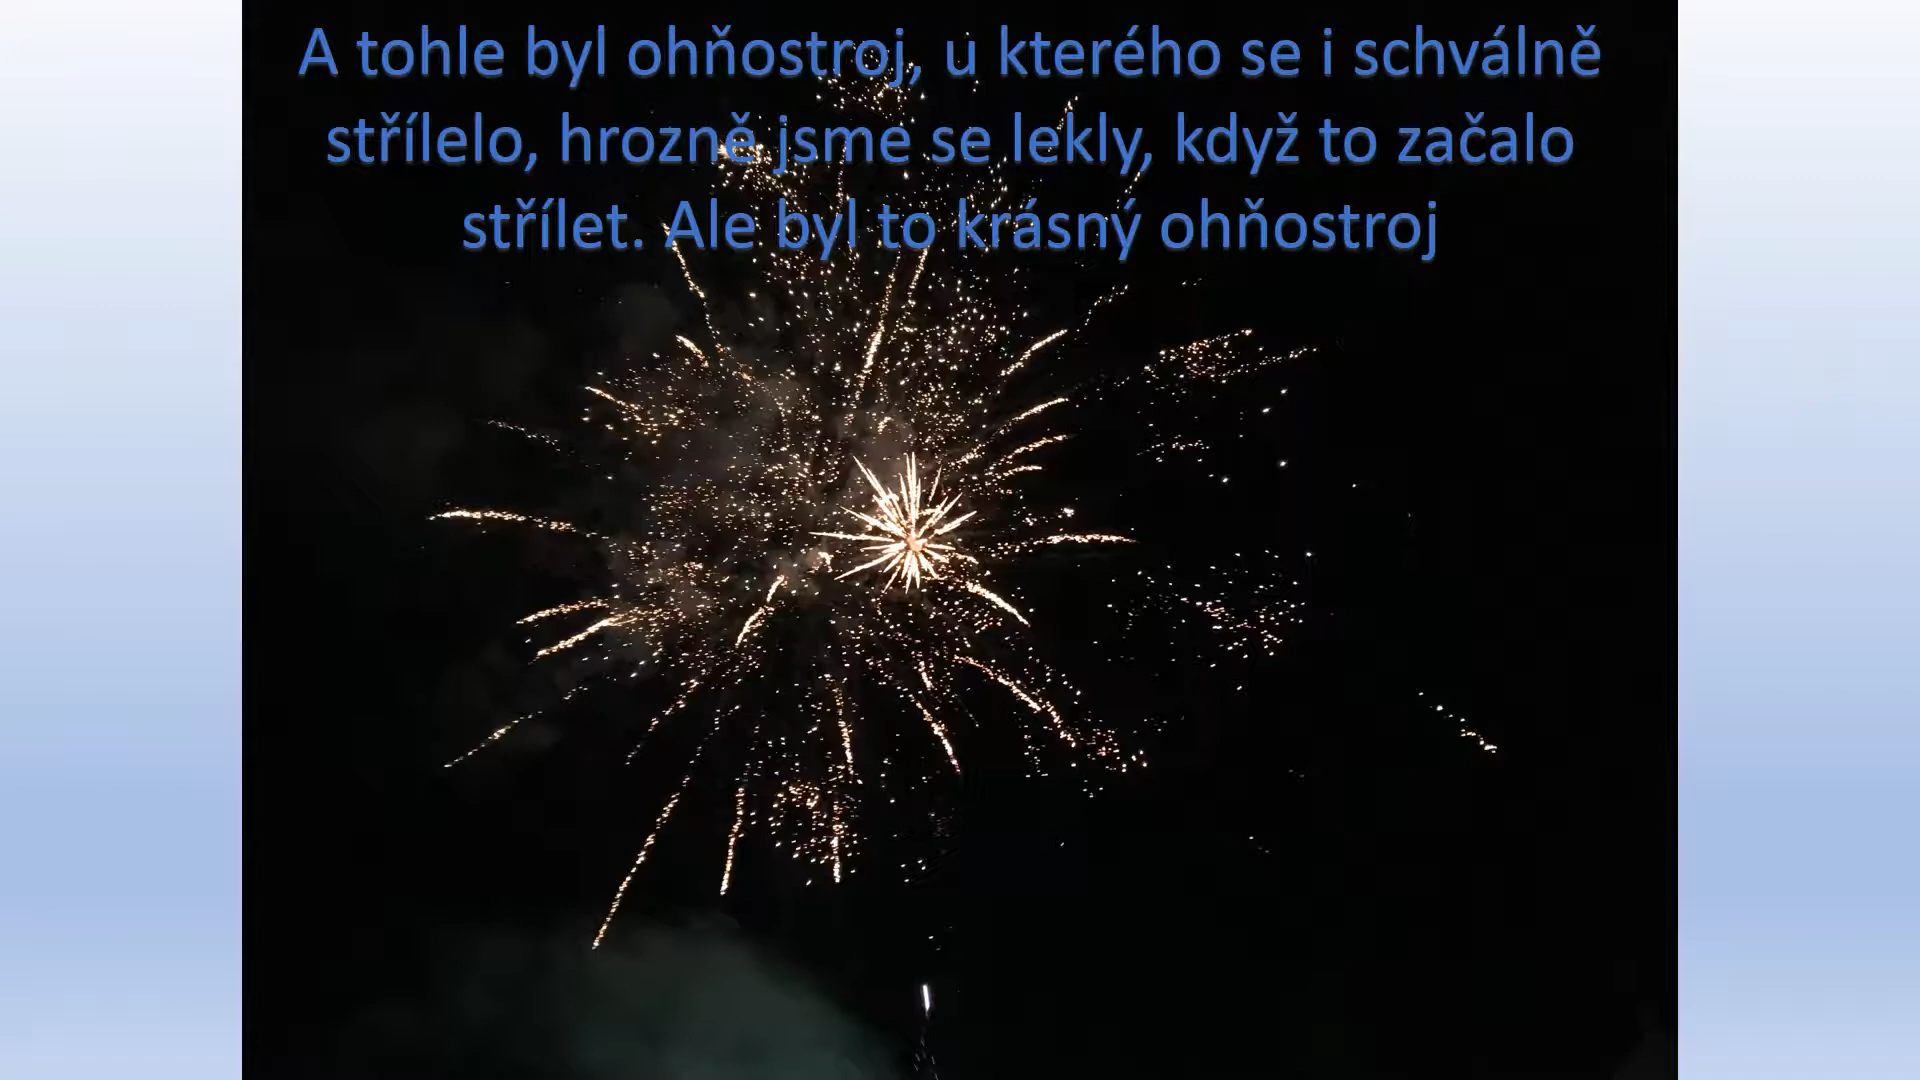 A tohle byl ohňostroj, u kterého se i schválně
střílelo, hrozně jsme se lekly, když to začalo
střílet. Ale byl to krásný ohňostroj